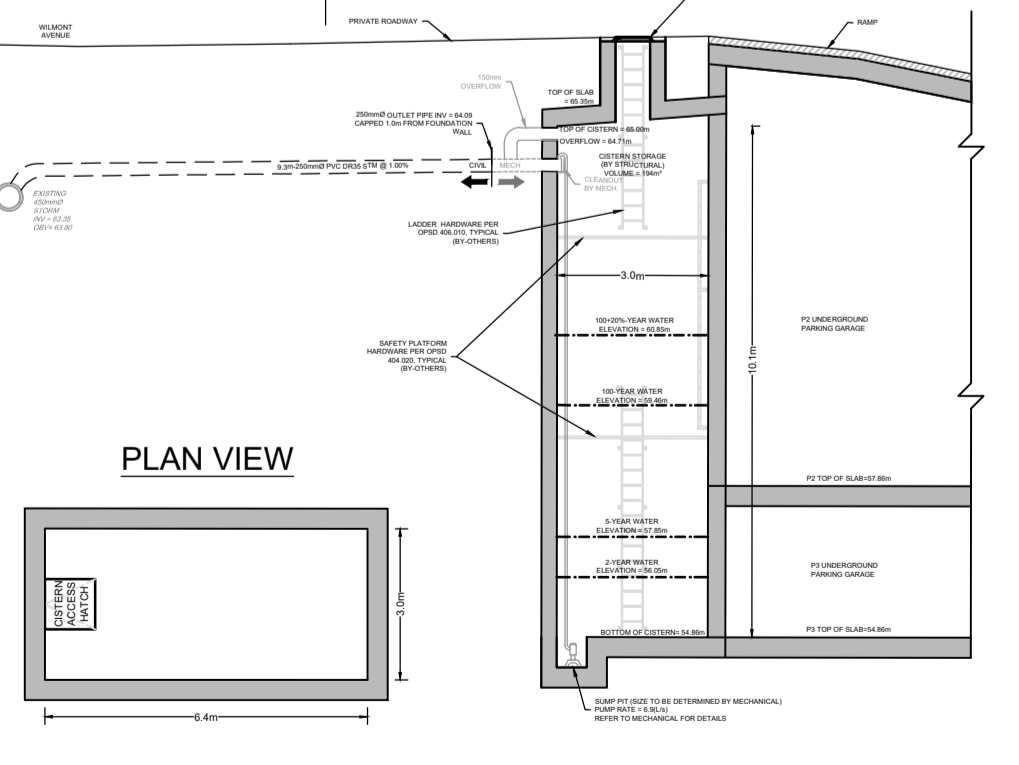 WILMONT
AVENUE
PRIVATE ROADWAY
RAMP
150mm
OVERFLOW
TOP OF SLAB
= 65.35m
250mmØ OUTLET PIPE INV = 64.09
CAPPED 1.0m FROM FOUNDATION
WALL
TOP OF CISTERN = 65.00m
OVERFLOW = 64.71m
9.3m-250mmØ PVC DR35 STM @ 1.00%
CIVIL
MECH
CISTERN STORAGE
(BY STRUCTURAL)
VOLUME = 194m³
CLEANOUT
BY MECH.
EXISTING
450mmØ
STORM
INV = 63.35
OBV= 63.80
LADDER HARDWARE PER
OPSD 406.010, TYPICAL
(BY-OTHERS)
3.0m
100+20%-YEAR WATER
ELEVATION = 60.85m
P2 UNDERGROUND
PARKING GARAGE
SAFETY PLATFORM
HARDWARE PER OPSD
404.020, TYPICAL
(BY-OTHERS)
10.1m
100-YEAR WATER
ELEVATION = 59.46m
PLAN VIEW
P2 TOP OF SLAB=57.86m
5-YEAR WATER
ELEVATION = 57.85m
2-YEAR WATER
ELEVATION = 56.05m
P3 UNDERGROUND
PARKING GARAGE
CISTERN
ACCESS
HATCH
3.0m
BOTTOM OF CISTERN= 54.86m
P3 TOP OF SLAB=54.86m
6.4m
SUMP PIT (SIZE TO BE DETERMINED BY MECHANICAL)
PUMP RATE = 6.9(L/s)
REFER TO MECHANICAL FOR DETAILS